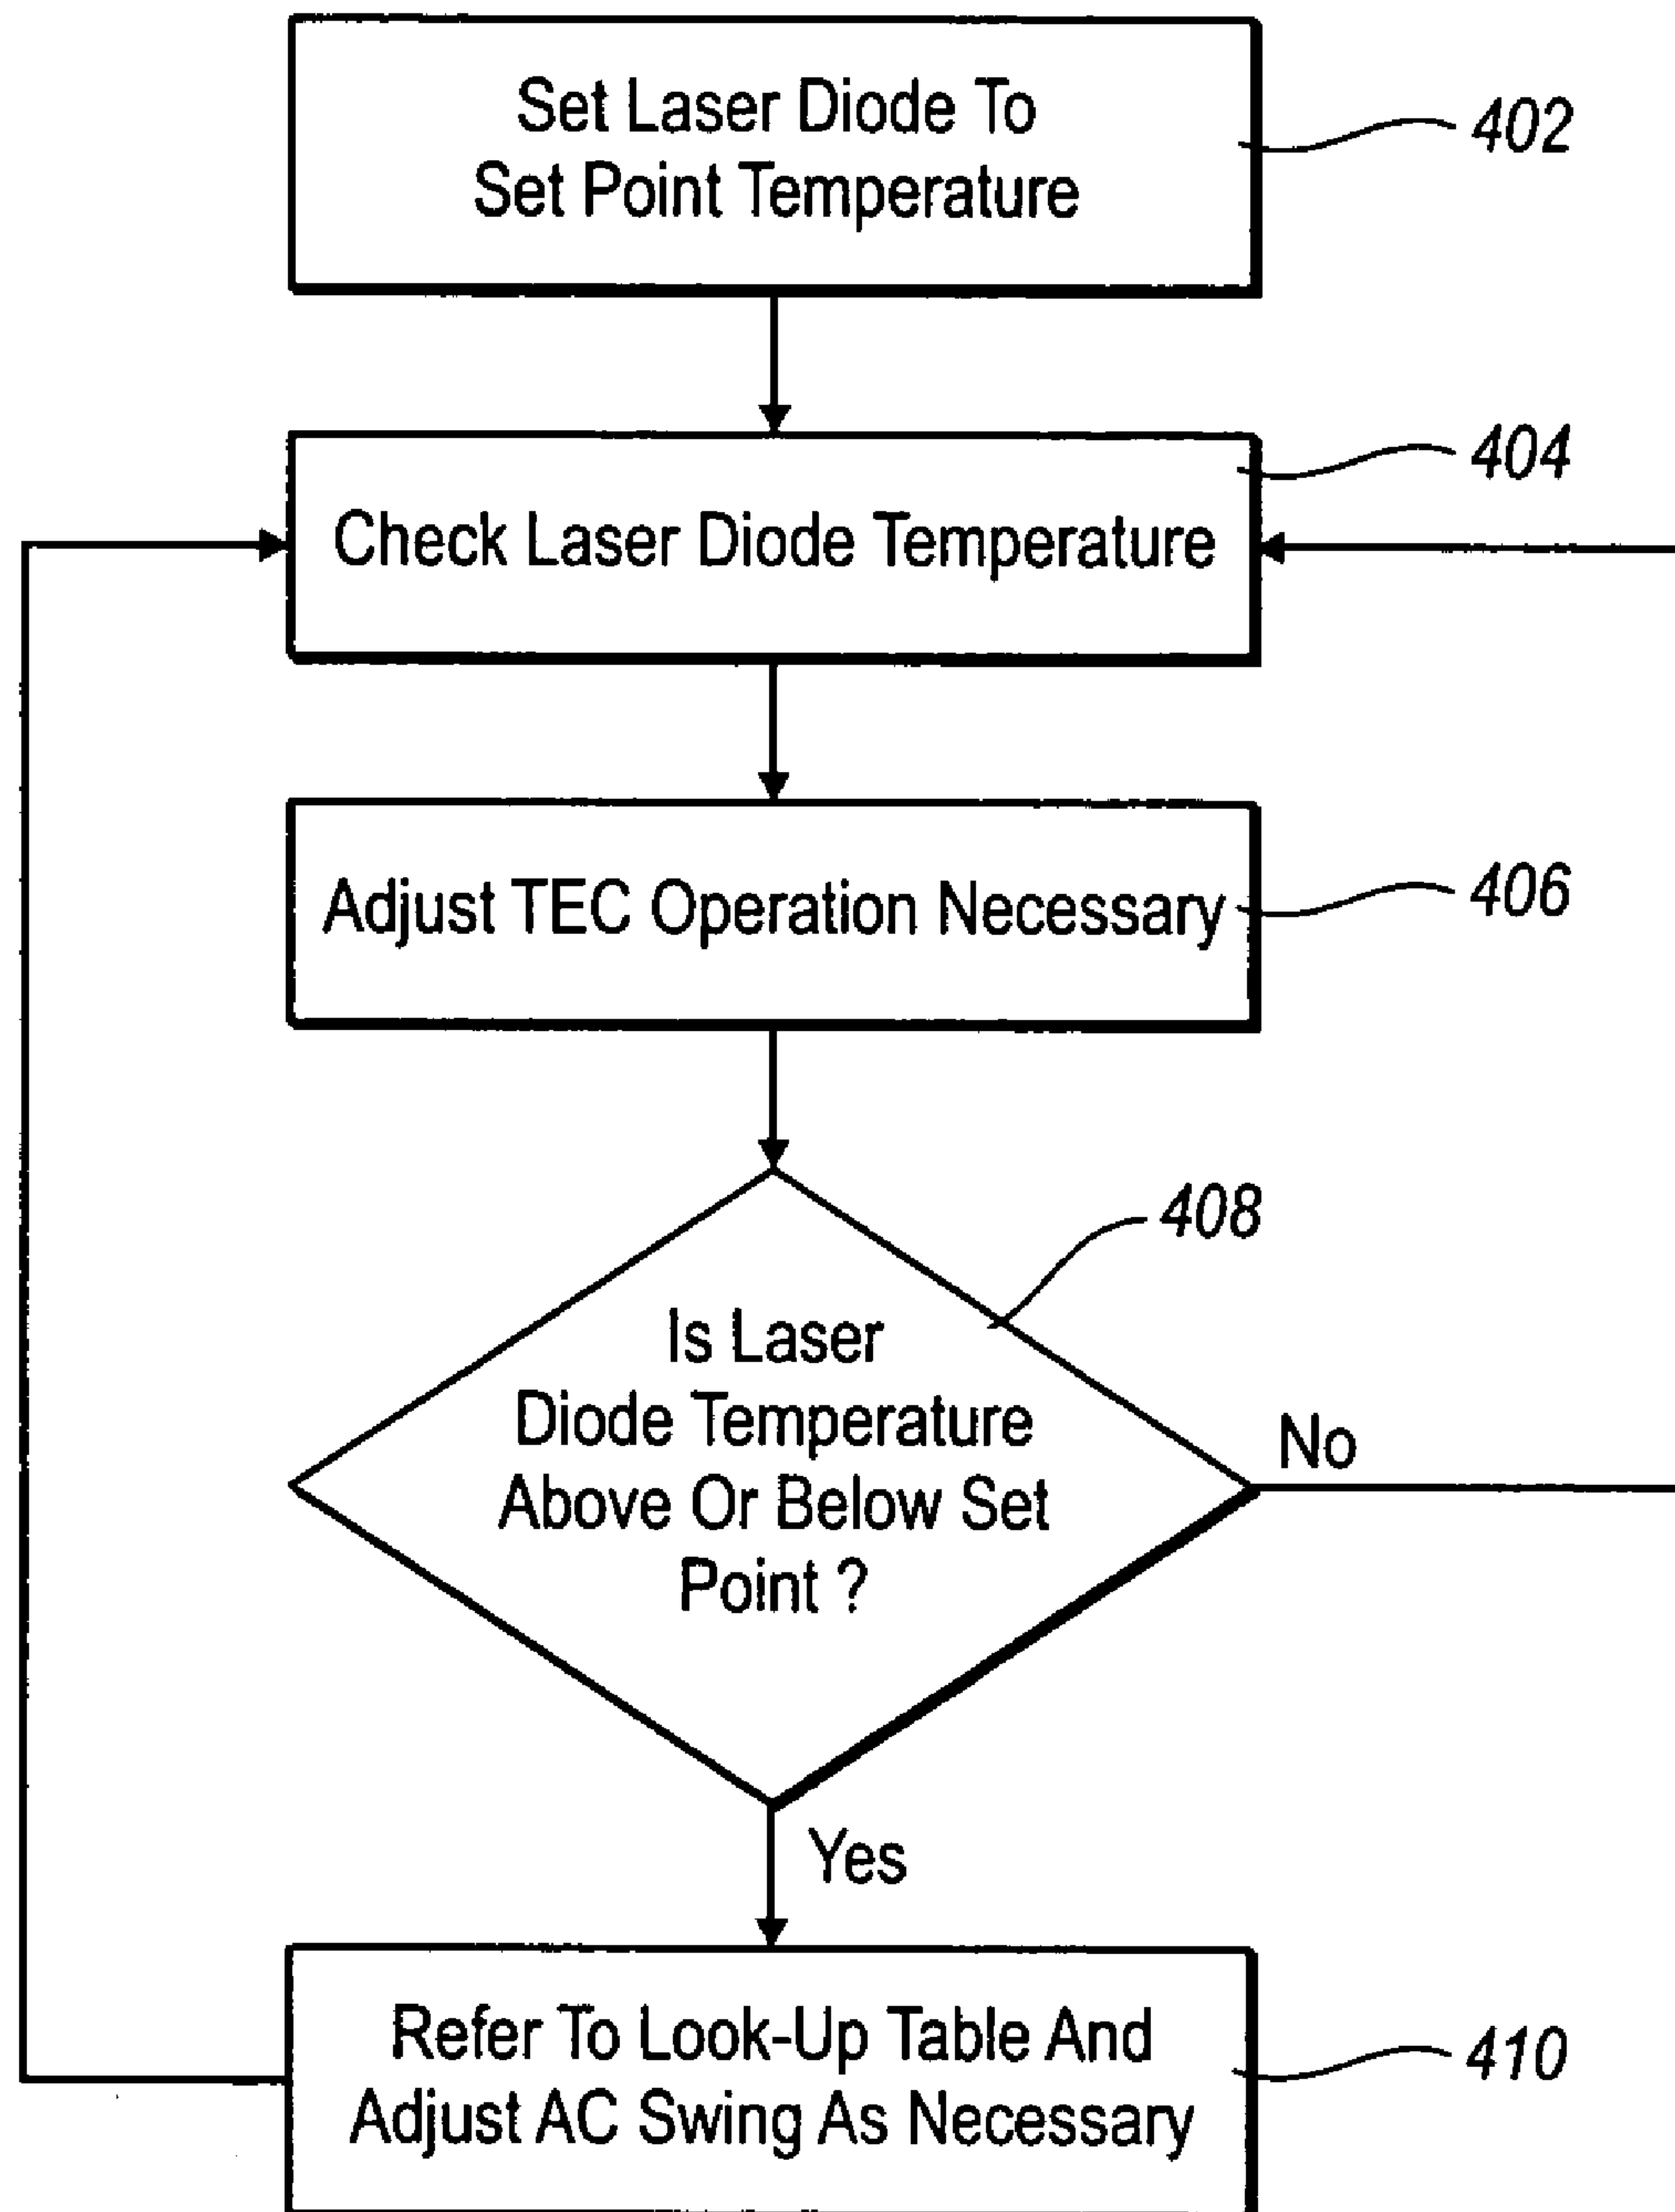 Set Laser Diode To
Set Point Temperature
402
404
Check Laser Diode Temperature
Adjust TEC Operation Necessary
406
408
Is Laser
Diode Temperature
Above Or Below Set
Point ?
No
Yes
Refer To Look-Up Table And
Adjust AC Swing As Necessary
410